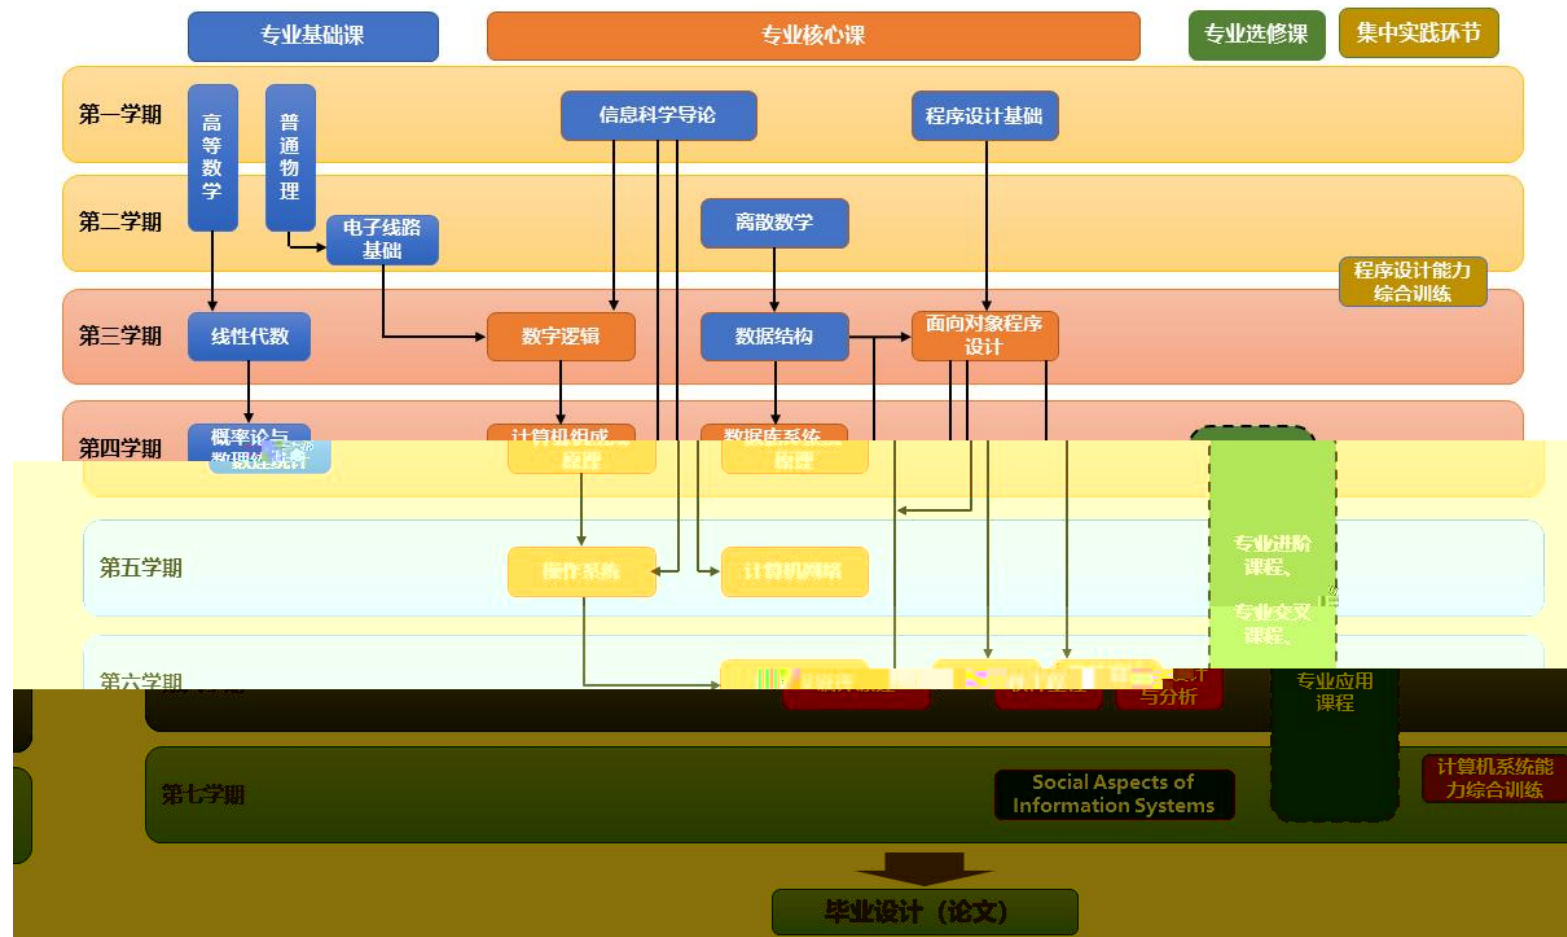 专业基础课
专业核心课
专业选修课
集中实践环节
第一学期
高等数学
普通物理
信息科学导论
程序设计基础
第二学期
电子线路
基础
离散数学
程序设计能力
综合训练
第三学期
线性代数
数字逻辑
数据结构
面向对象程序
设计
第四学期
概率论与
数理统计
计算机组成
原理
数据库系统
原理
第五学期
操作系统
计算机网络
专业进阶
课程、
专业交叉
课程、
第六学期
与分析
专业应用
课程
第七学期
Social Aspects of
Information Systems
计算机系统能
力综合训练
毕业设计（论文）